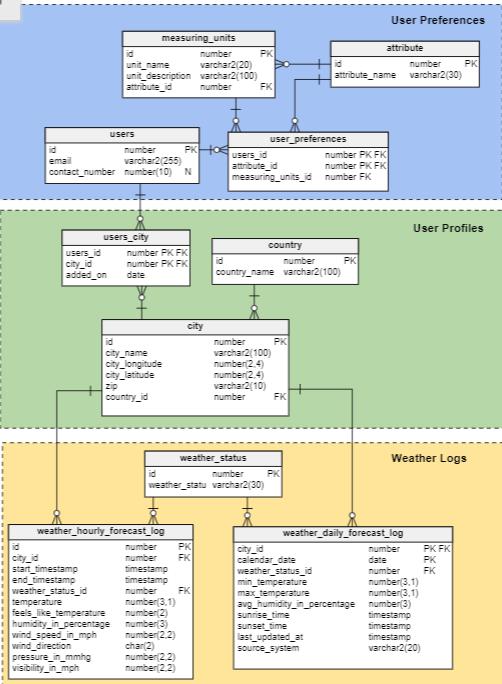 User Preferences
measuring_units
id number PK
unit_name varchar2(20)
unit_description varchar2(100)
attribute_id number FK
attribute
id number PK
attribute_name varchar2(30)
users
id number PK
email varchar2(255)
contact_number number(10) N
user_preferences
users_id number PK FK
attribute_id number PK FK
measuring_units_id number FK
User Profiles
users_city
users_id number PK FK
city_id number PK FK
added_on date
country
id number PK
country_name varchar2(100)
city
id number PK
city_name varchar2(100)
city_longitude number(2,4)
city_latitude number(2,4)
zip varchar2(10)
country_id number FK
Weather Logs
weather_status
id number PK
weather_statu varchar2(30)
weather_hourly_forecast_log
id number PK
city_id number FK
start_timestamp timestamp
end_timestamp timestamp
weather_status_id number FK
temperature number(3,1)
feels_like_temperature number(2)
humidity_in_percentage number(3)
wind_speed_in_mph number(2,2)
wind_direction char(2)
pressure_in_mmhg number(2,2)
visibility_in_mph number(2,2)
weather_daily_forecast_log
city_id number PK FK
calendar_date date PK
weather_status_id number FK
min_temperature number(3,1)
max_temperature number(3,1)
avg_humidity_in_percentage number(3)
sunrise_time timestamp
sunset_time timestamp
last_updated_at timestamp
source_system varchar2(20)